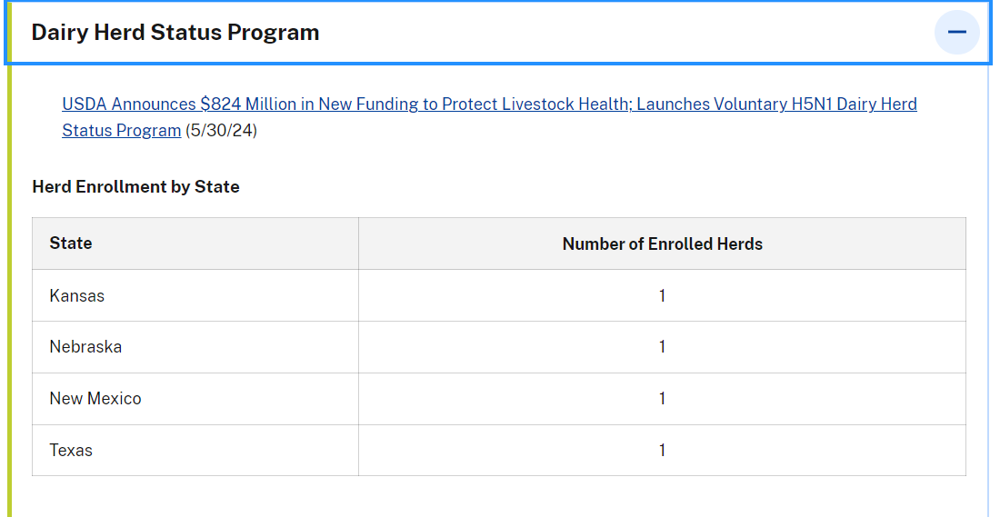 Dairy Herd Status Program
USDA Announces $824 Million in New Funding to Protect Livestock Health; Launches Voluntary H5N1 Dairy Herd
Status Program (5/30/24)
Herd Enrollment by State
State Number of Enrolled Herds
Kansas 1
Nebraska 1
New Mexico 1
Texas 1